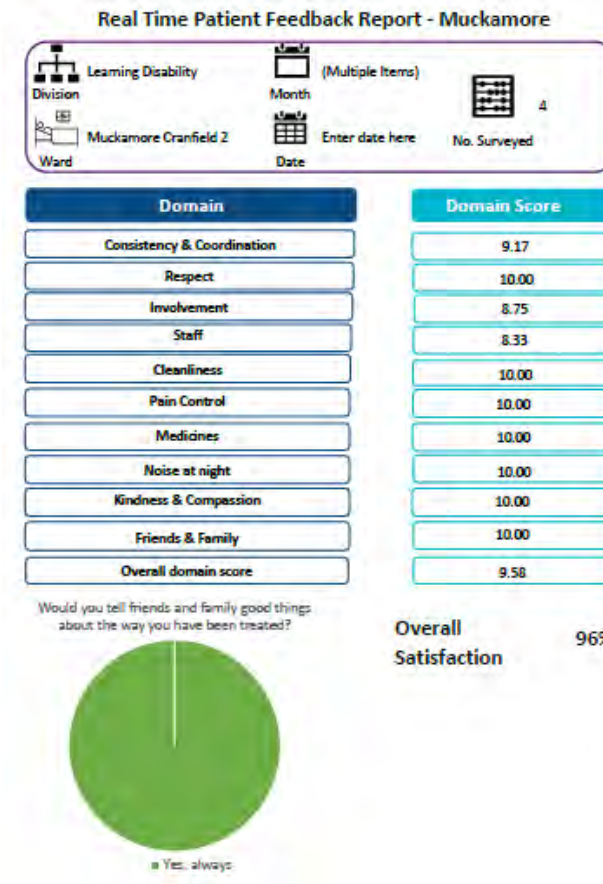 Real Time Patient Feedback Report - Muckamore
Learning Disability
Division
(Multiple Items)
Month
4
No. Surveyed
Muckamore Cranfield 2
Ward
Enter date here
Date
Domain Domain Score
Consistency & Coordination 9.17
Respect 10.00
Involvement 8.75
Staff 8.33
Cleanliness 10.00
Pain Control 10.00
Medicines 10.00
Noise at night 10.00
Kindness & Compassion 10.00
Friends & Family 10.00
Overall domain score 9.58
Would you tell friends and family good things
about the way you have been treated?
Overall
Satisfaction
96%
Yes, always